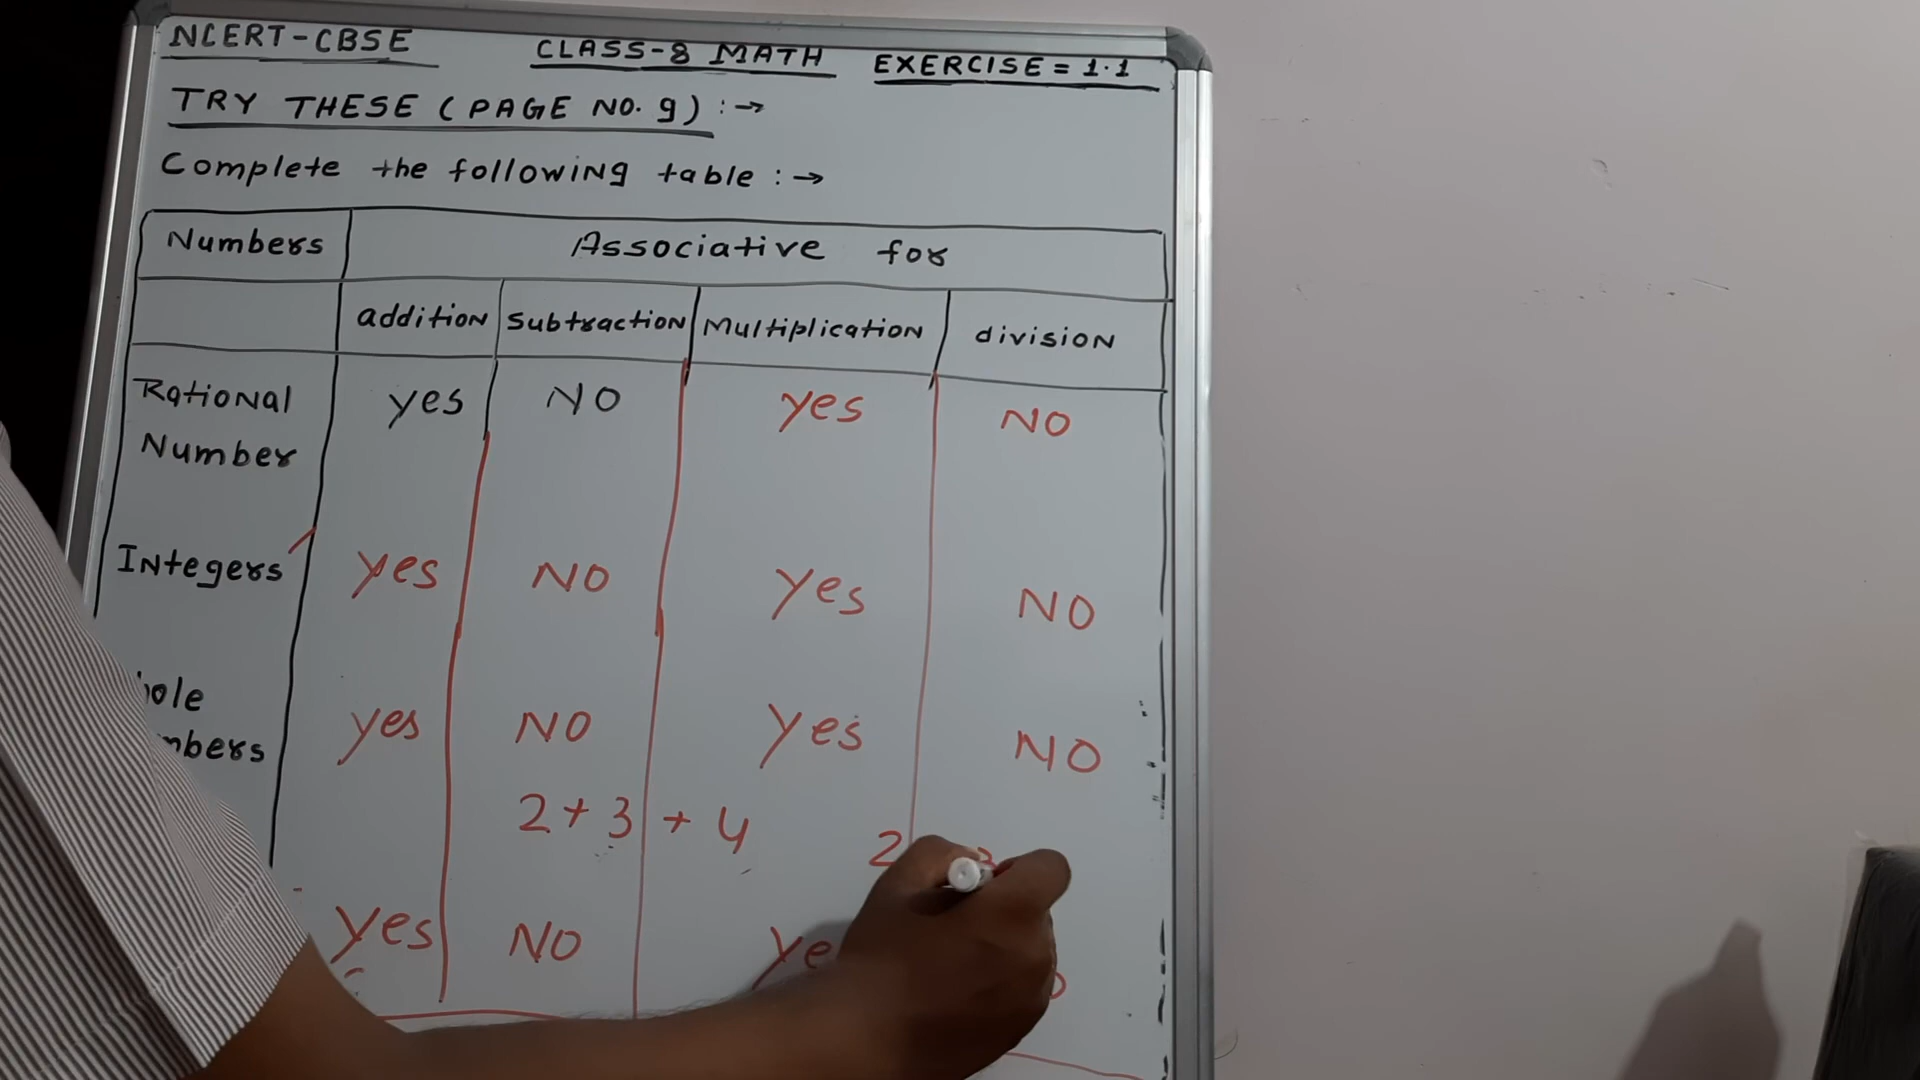 NCERT-CBSE CLASS-8 MATH EXERCISE = 1.1
TRY THESE (PAGE NO. 9) :→
Complete the following table :→
Numbers Associative for
addition Subtraction Multiplication division
Rational Number yes NO yes NO
Integers yes NO yes NO
yes NO yes NO
2 + 3 + 4 2
yes NO